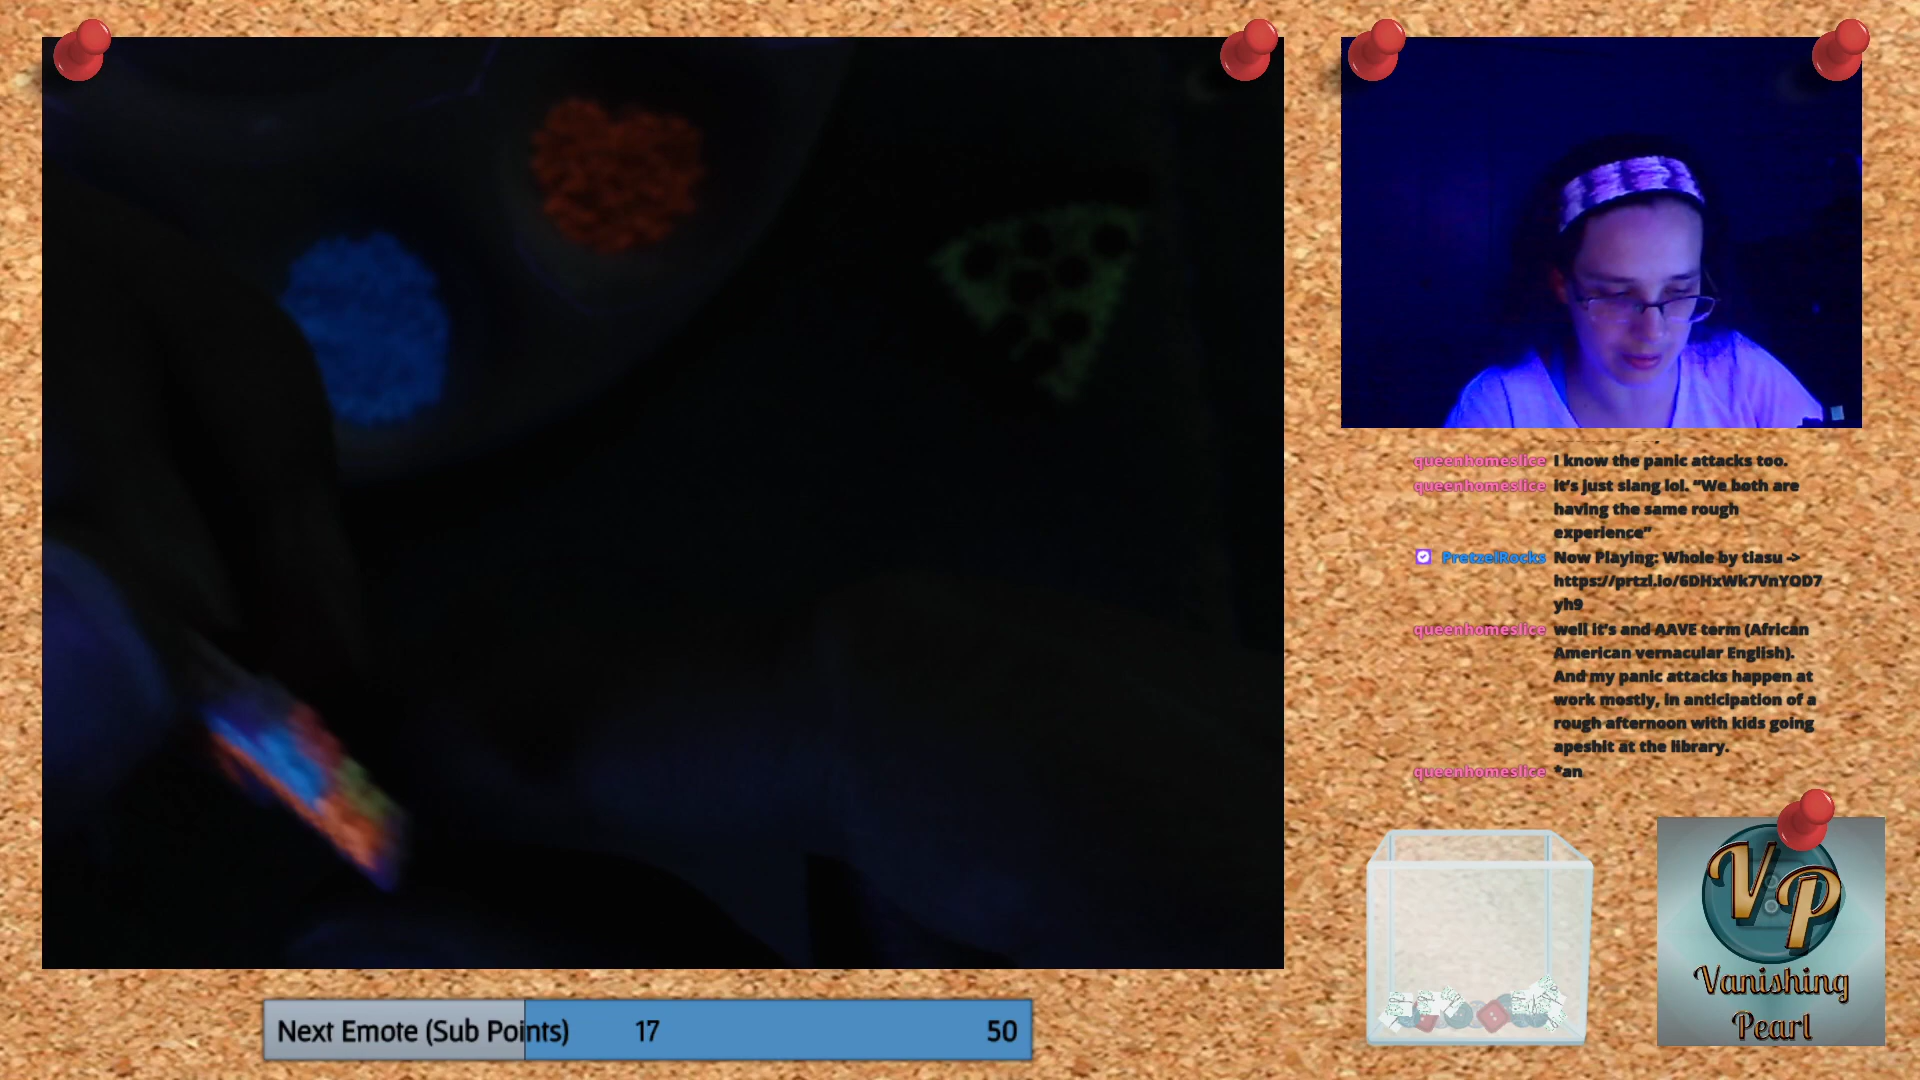 queenhomeslice I know the panic attacks too.
queenhomeslice it's just slang lol. "We both are
having the same rough
experience"
PretzelRocks Now Playing: Whole by tiasu ->
https://prtzl.io/6DHxWk7VnYOD7
yh9
queenhomeslice well it's and AAVE term (African
American vernacular English).
And my panic attacks happen at
work mostly, in anticipation of a
rough afternoon with kids going
apeshit at the library.
queenhomeslice *an
VP
Vanishing
Pearl
Next Emote (Sub Points) 17 50